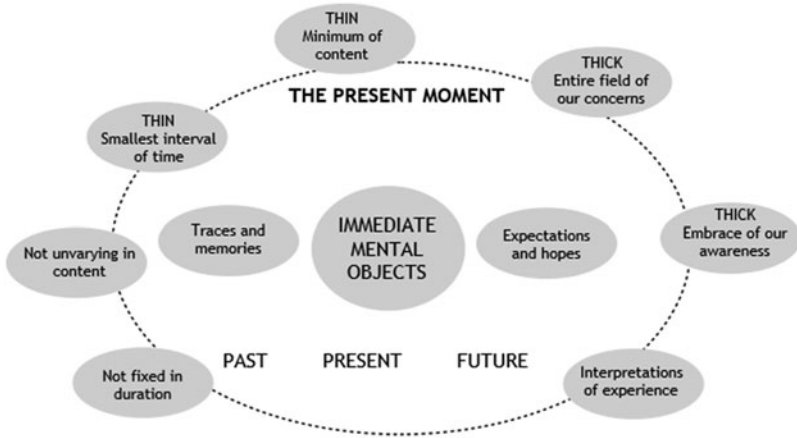 THIN
Minimum of
content
THICK
Entire field of
our concerns
THE PRESENT MOMENT
THIN
Smallest interval
of time
Traces and
memories
IMMEDIATE
MENTAL
OBJECTS
Expectations
and hopes
THICK
Embrace of our
awareness
Not unvarying in
content
PAST
PRESENT
FUTURE
Not fixed in
duration
Interpretations
of experience